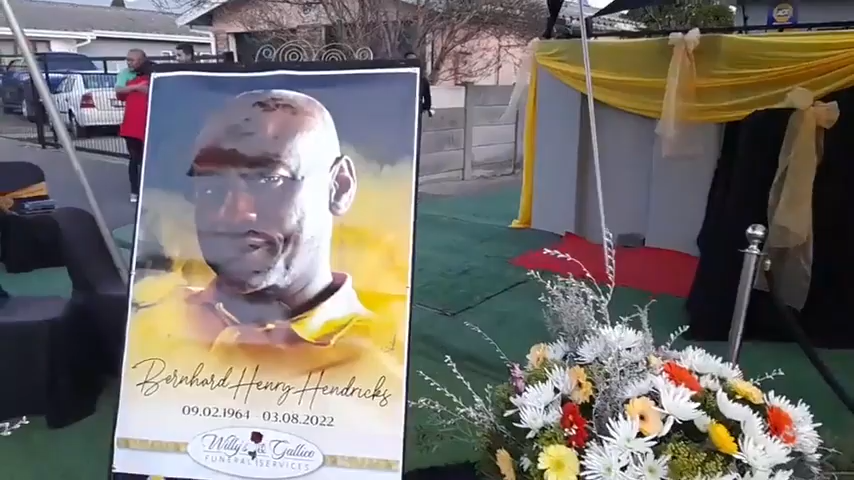 Bernhard Henry Hendricks
09.02.1964 - 03.08.2022
Willy & Gallico
FUNERAL SERVICES